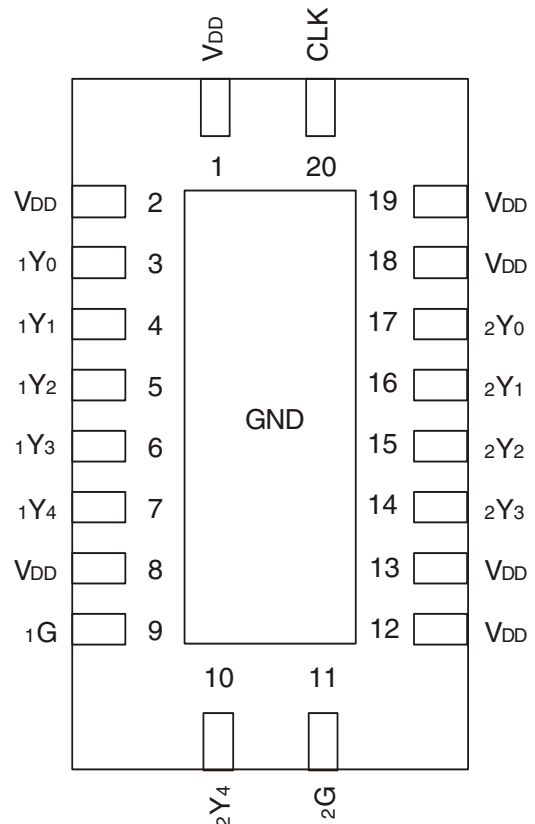 VDD CLK
1 20
VDD 2 19 VDD
1Y0 3 18 VDD
1Y1 4 17 2Y0
1Y2 5 16 2Y1
GND
1Y3 6 15 2Y2
1Y4 7 14 2Y3
VDD 8 13 VDD
1G 9 12 VDD
10 11
2Y4 2G